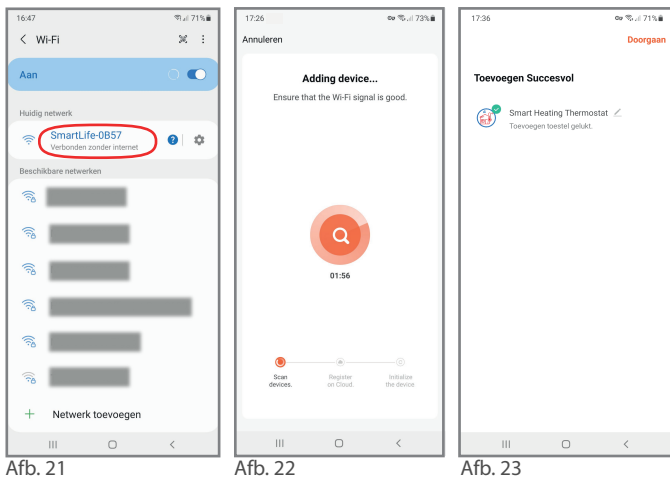 16:47 71%
Wi-Fi
Aan
Huidig netwerk
SmartLife-0B57
Verbonden zonder internet
Beschikbare netwerken
Netwerk toevoegen
Afb. 21
17:26 73%
Annuleren
Adding device...
Ensure that the Wi-Fi signal is good.
01:56
Scan
devices.
Register
on Cloud.
Initialize
the device
Afb. 22
17:36 71%
Doorgaan
Toevoegen Succesvol
Smart Heating Thermostat
Toevoegen toestel gelukt.
Afb. 23